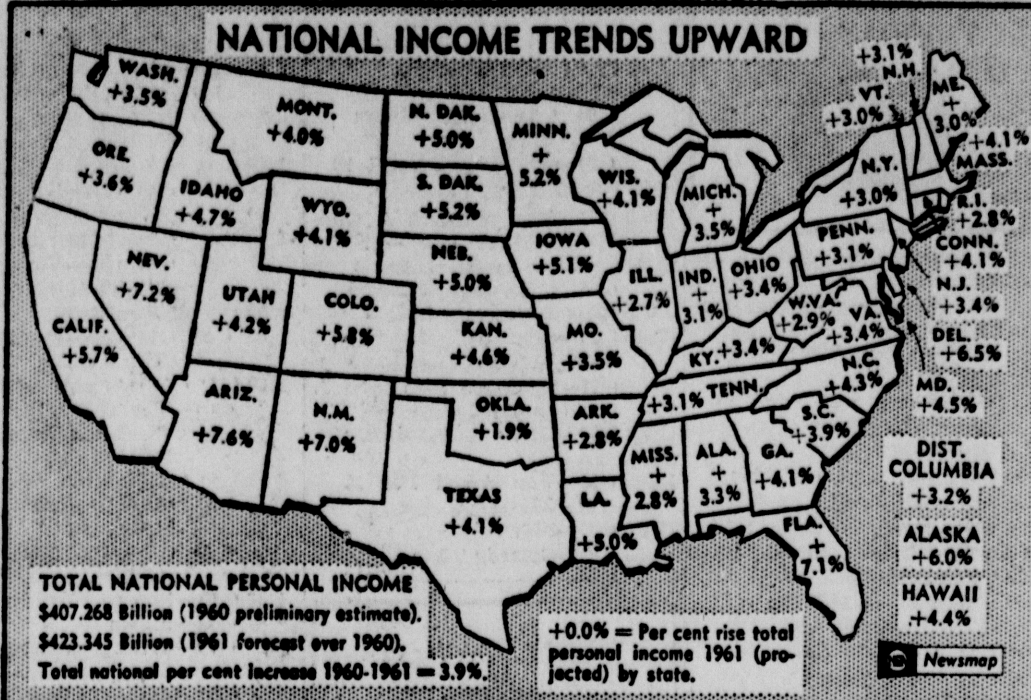 NATIONAL INCOME TRENDS UPWARD
WASH.
+3.5%
ORE.
+3.6%
CALIF.
+5.7%
NEV.
+7.2%
IDAHO
+4.7%
MONT.
+4.0%
WYO.
+4.1%
UTAH
+4.2%
COLO.
+5.8%
ARIZ.
+7.6%
N.M.
+7.0%
N. DAK.
+5.0%
S. DAK.
+5.2%
NEB.
+5.0%
KAN.
+4.6%
OKLA.
+1.9%
TEXAS
+4.1%
MINN.
+
5.2%
IOWA
+5.1%
MO.
+3.5%
ARK.
+2.8%
LA.
+5.0%
WIS.
+4.1%
ILL.
+2.7%
MICH.
+
3.5%
IND.
+
3.1%
OHIO
+3.4%
KY. +3.4%
+3.1% TENN.
MISS.
+
2.8%
ALA.
+
3.3%
GA.
+4.1%
FLA.
+
7.1%
S.C.
+3.9%
N.C.
+4.3%
VA.
+3.4%
W.VA.
+2.9%
PENN.
+3.1%
N.Y.
+3.0%
VT.
+3.0%
+3.1%
N.H.
ME.
+
3.0%
+4.1%
MASS.
R.I.
+2.8%
CONN.
+4.1%
N.J.
+3.4%
DEL.
+6.5%
MD.
+4.5%
DIST.
COLUMBIA
+3.2%
ALASKA
+6.0%
HAWAII
+4.4%
TOTAL NATIONAL PERSONAL INCOME
$407.268 Billion (1960 preliminary estimate).
$423.345 Billion (1961 forecast over 1960).
Total national per cent increase 1960-1961 = 3.9%.
+0.0% = Per cent rise total
personal income 1961 (pro-
jected) by state.
Newsmap